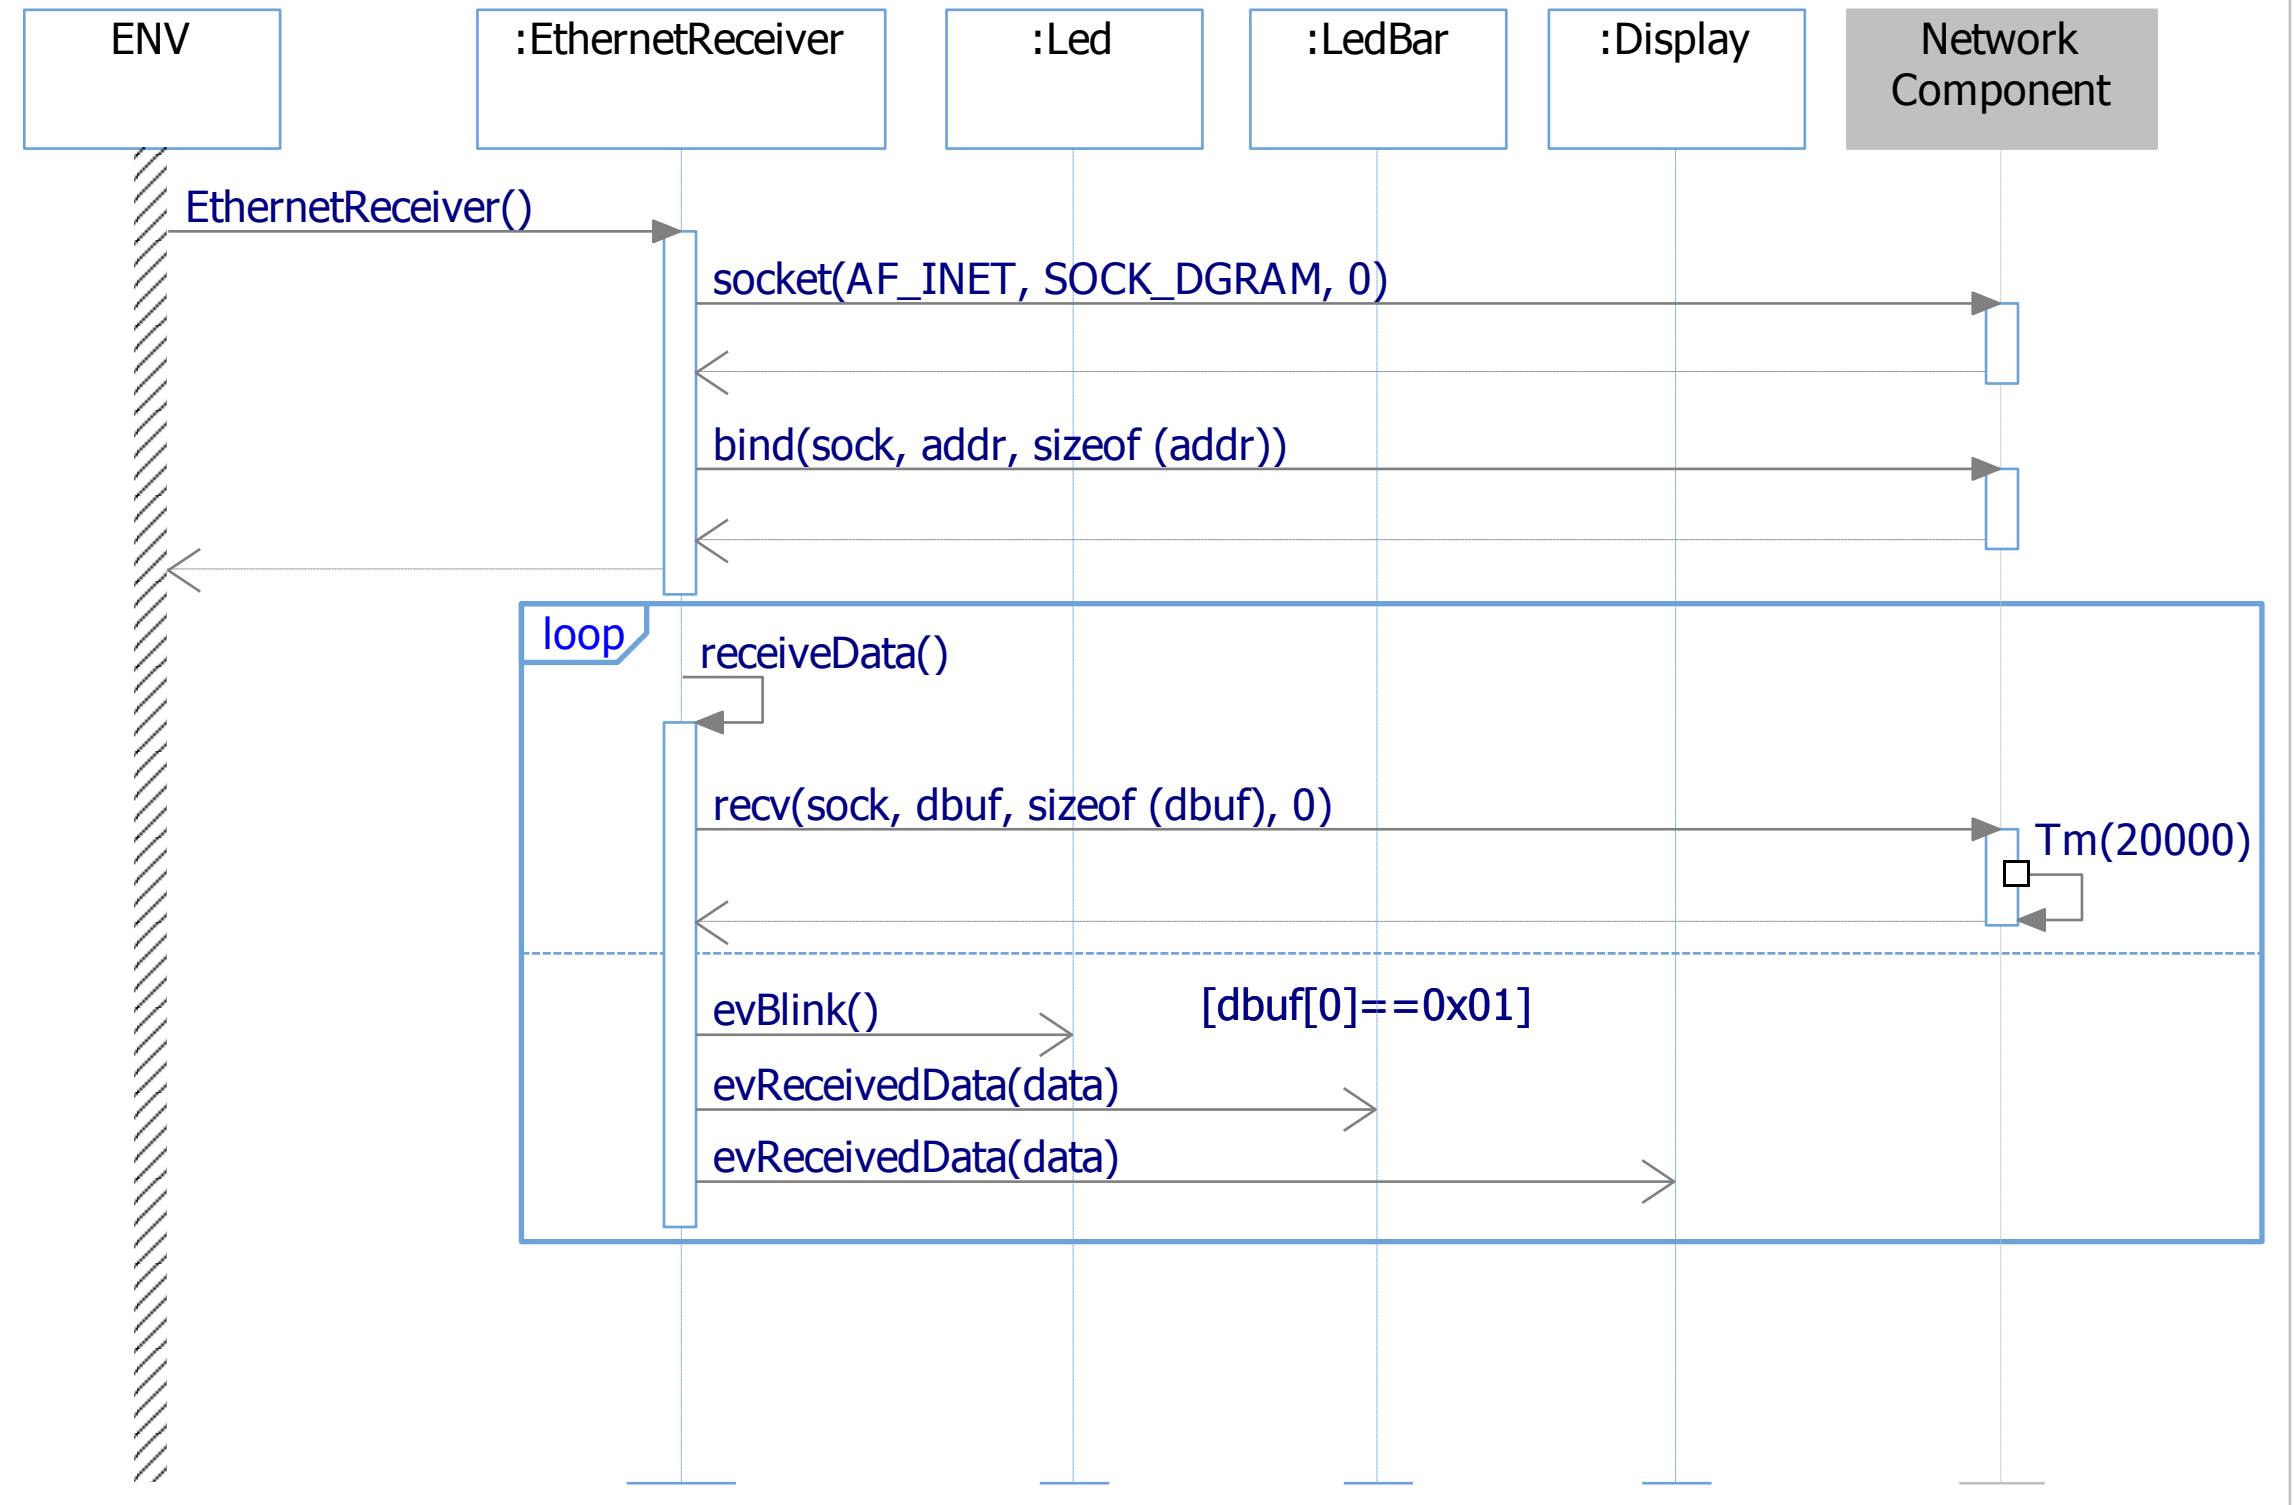 ENV
:EthernetReceiver
:Led
:LedBar
:Display
Network
Component
EthernetReceiver()
socket(AF_INET, SOCK_DGRAM, 0)
bind(sock, addr, sizeof (addr))
loop
receiveData()
recv(sock, dbuf, sizeof (dbuf), 0)
Tm(20000)
evBlink()
[dbuf[0]==0x01]
evReceivedData(data)
evReceivedData(data)